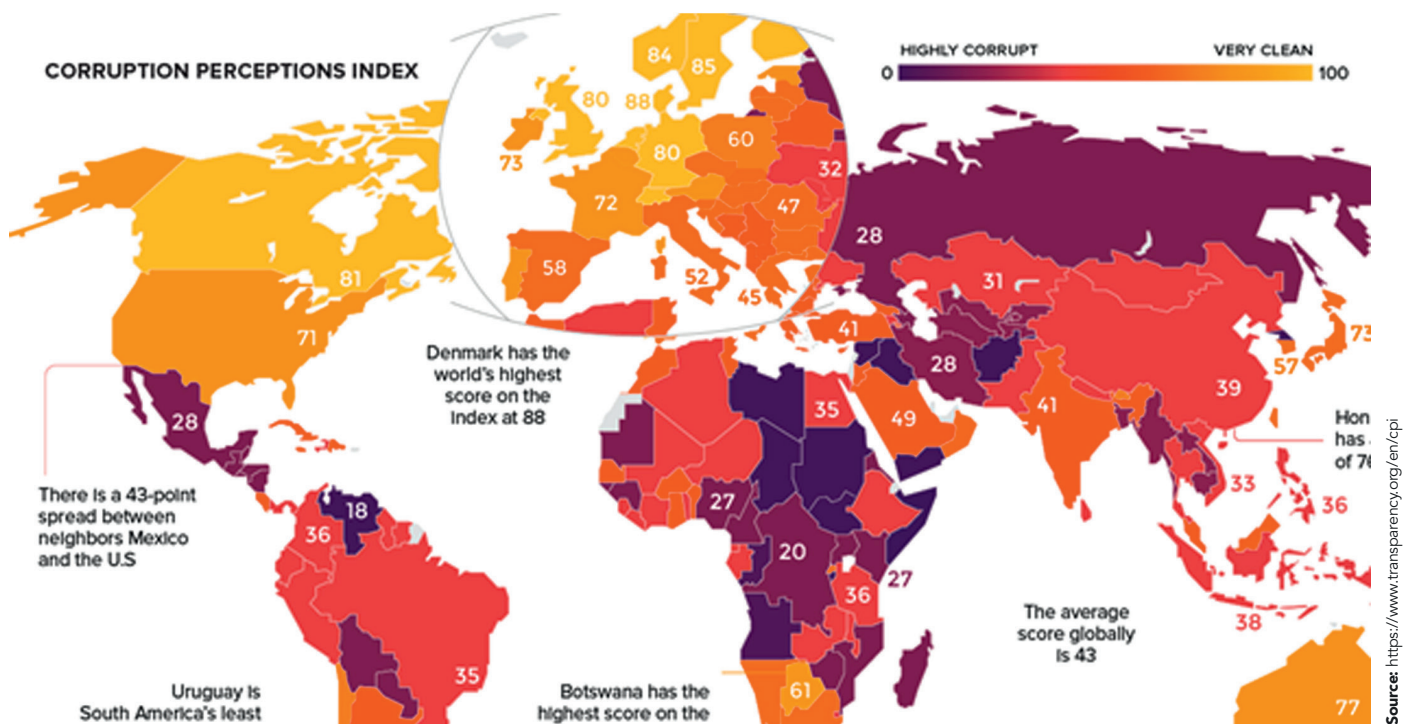 CORRUPTION PERCEPTIONS INDEX
HIGHLY CORRUPT
VERY CLEAN
0
100
84
85
80
88
73
80
60
32
72
47
58
52
45
81
71
28
28
31
41
28
39
57
73
41
49
35
33
36
38
77
18
36
35
27
20
27
36
61
Denmark has the
world's highest
score on the
Index at 88
There is a 43-point
spread between
neighbors Mexico
and the U.S
Uruguay is
South America's least
Botswana has the
highest score on the
The average
score globally
is 43
Hon
has
of 76
Source: https://www.transparency.org/en/cpi